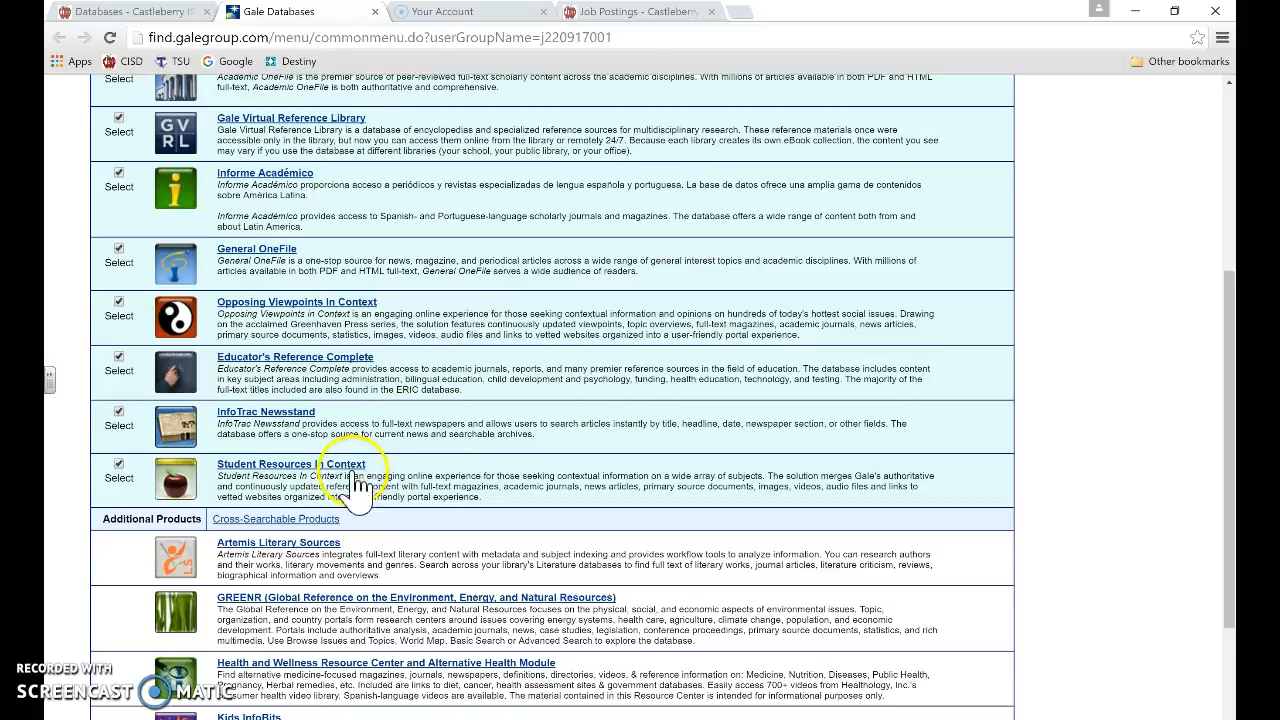 Databases - Castleberry IS
Gale Databases
Your Account
Job Postings - Castleberry
find.galegroup.com/menu/commonmenu.do?userGroupName=j220917001
Apps CISD TSU Google Destiny Other bookmarks
Academic OneFile is the premier source of peer-reviewed full-text scholarly content across the academic disciplines. With millions of articles available in both PDF and HTML
full-text, Academic OneFile is both authoritative and comprehensive.
Select
GVRL
Gale Virtual Reference Library
Gale Virtual Reference Library is a database of encyclopedias and specialized reference sources for multidisciplinary research. These reference materials once were
accessible only in the library, but now you can access them online from the library or remotely 24/7. Because each library creates its own eBook collection, the content you see
may vary if you use the database at different libraries (your school, your public library, or your office).
Select
Informe Académico
Informe Académico proporciona acceso a periódicos y revistas especializadas de lengua española y portuguesa. La base de datos ofrece una amplia gama de contenidos
sobre América Latina.
Informe Académico provides access to Spanish- and Portuguese-language scholarly journals and magazines. The database offers a wide range of content both from and
about Latin America.
Select
General OneFile
General OneFile is a one-stop source for news, magazine, and periodical articles across a wide range of general interest topics and academic disciplines. With millions of
articles available in both PDF and HTML full-text, General OneFile serves a wide audience of readers.
Select
Opposing Viewpoints In Context
Opposing Viewpoints in Context is an engaging online experience for those seeking contextual information and opinions on hundreds of today's hottest social issues. Drawing
on the acclaimed Greenhaven Press series, the solution features continuously updated viewpoints, topic overviews, full-text magazines, academic journals, news articles,
primary source documents, statistics, images, videos, audio files and links to vetted websites organized into a user-friendly portal experience.
Select
Educator's Reference Complete
Educator's Reference Complete provides access to academic journals, reports, and many premier reference sources in the field of education. The database includes content
in key subject areas including administration, bilingual education, child development and psychology, funding, health education, technology, and testing. The majority of the
full-text titles included are also found in the ERIC database.
Select
InfoTrac Newsstand
InfoTrac Newsstand provides access to full-text newspapers and allows users to search articles instantly by title, headline, date, newspaper section, or other fields. The
database offers a one-stop source for current news and searchable archives.
Select
Student Resources In Context
Student Resources In Context is an engaging online experience for those seeking contextual information on a wide array of subjects. The solution merges Gale's authoritative
and continuously updated reference content with full-text magazines, academic journals, news articles, primary source documents, images, videos, audio files and links to
vetted websites organized friendly portal experience.
Additional Products Cross-Searchable Products
Artemis Literary Sources
Artemis Literary Sources integrates full-text literary content with metadata and subject indexing and provides workflow tools to analyze information. You can research authors
and their works, literary movements and genres. Search across your library's Literature databases to find full text of literary works, journal articles, literature criticism, reviews,
biographical information and overviews.
GREENR (Global Reference on the Environment, Energy, and Natural Resources)
The Global Reference on the Environment, Energy, and Natural Resources focuses on the physical, social, and economic aspects of environmental issues. Topic,
organization, and country portals form research centers around issues covering energy systems, health care, agriculture, climate change, population, and economic
development. Portals include authoritative analysis, academic journals, news, case studies, legislation, conference proceedings, primary source documents, statistics, and rich
multimedia. Use Browse Issues and Topics, World Map, Basic Search or Advanced Search to explore the database.
Health and Wellness Resource Center and Alternative Health Module
Find alternative medicine-focused magazines, journals, newspapers, definitions, directories, videos, & reference information on: Medicine, Nutrition, Diseases, Public Health,
Pregnancy, Herbal remedies, etc. Included are links to diet, cancer, health assessment sites & government databases. Easily access 700+ videos from Healthology, Inc.'s
consumer health video library. Spanish-language videos are available. The material contained in this Resource Center is intended for informational purposes only.
Kids InfoBits
RECORDED WITH
SCREENCAST MATIC